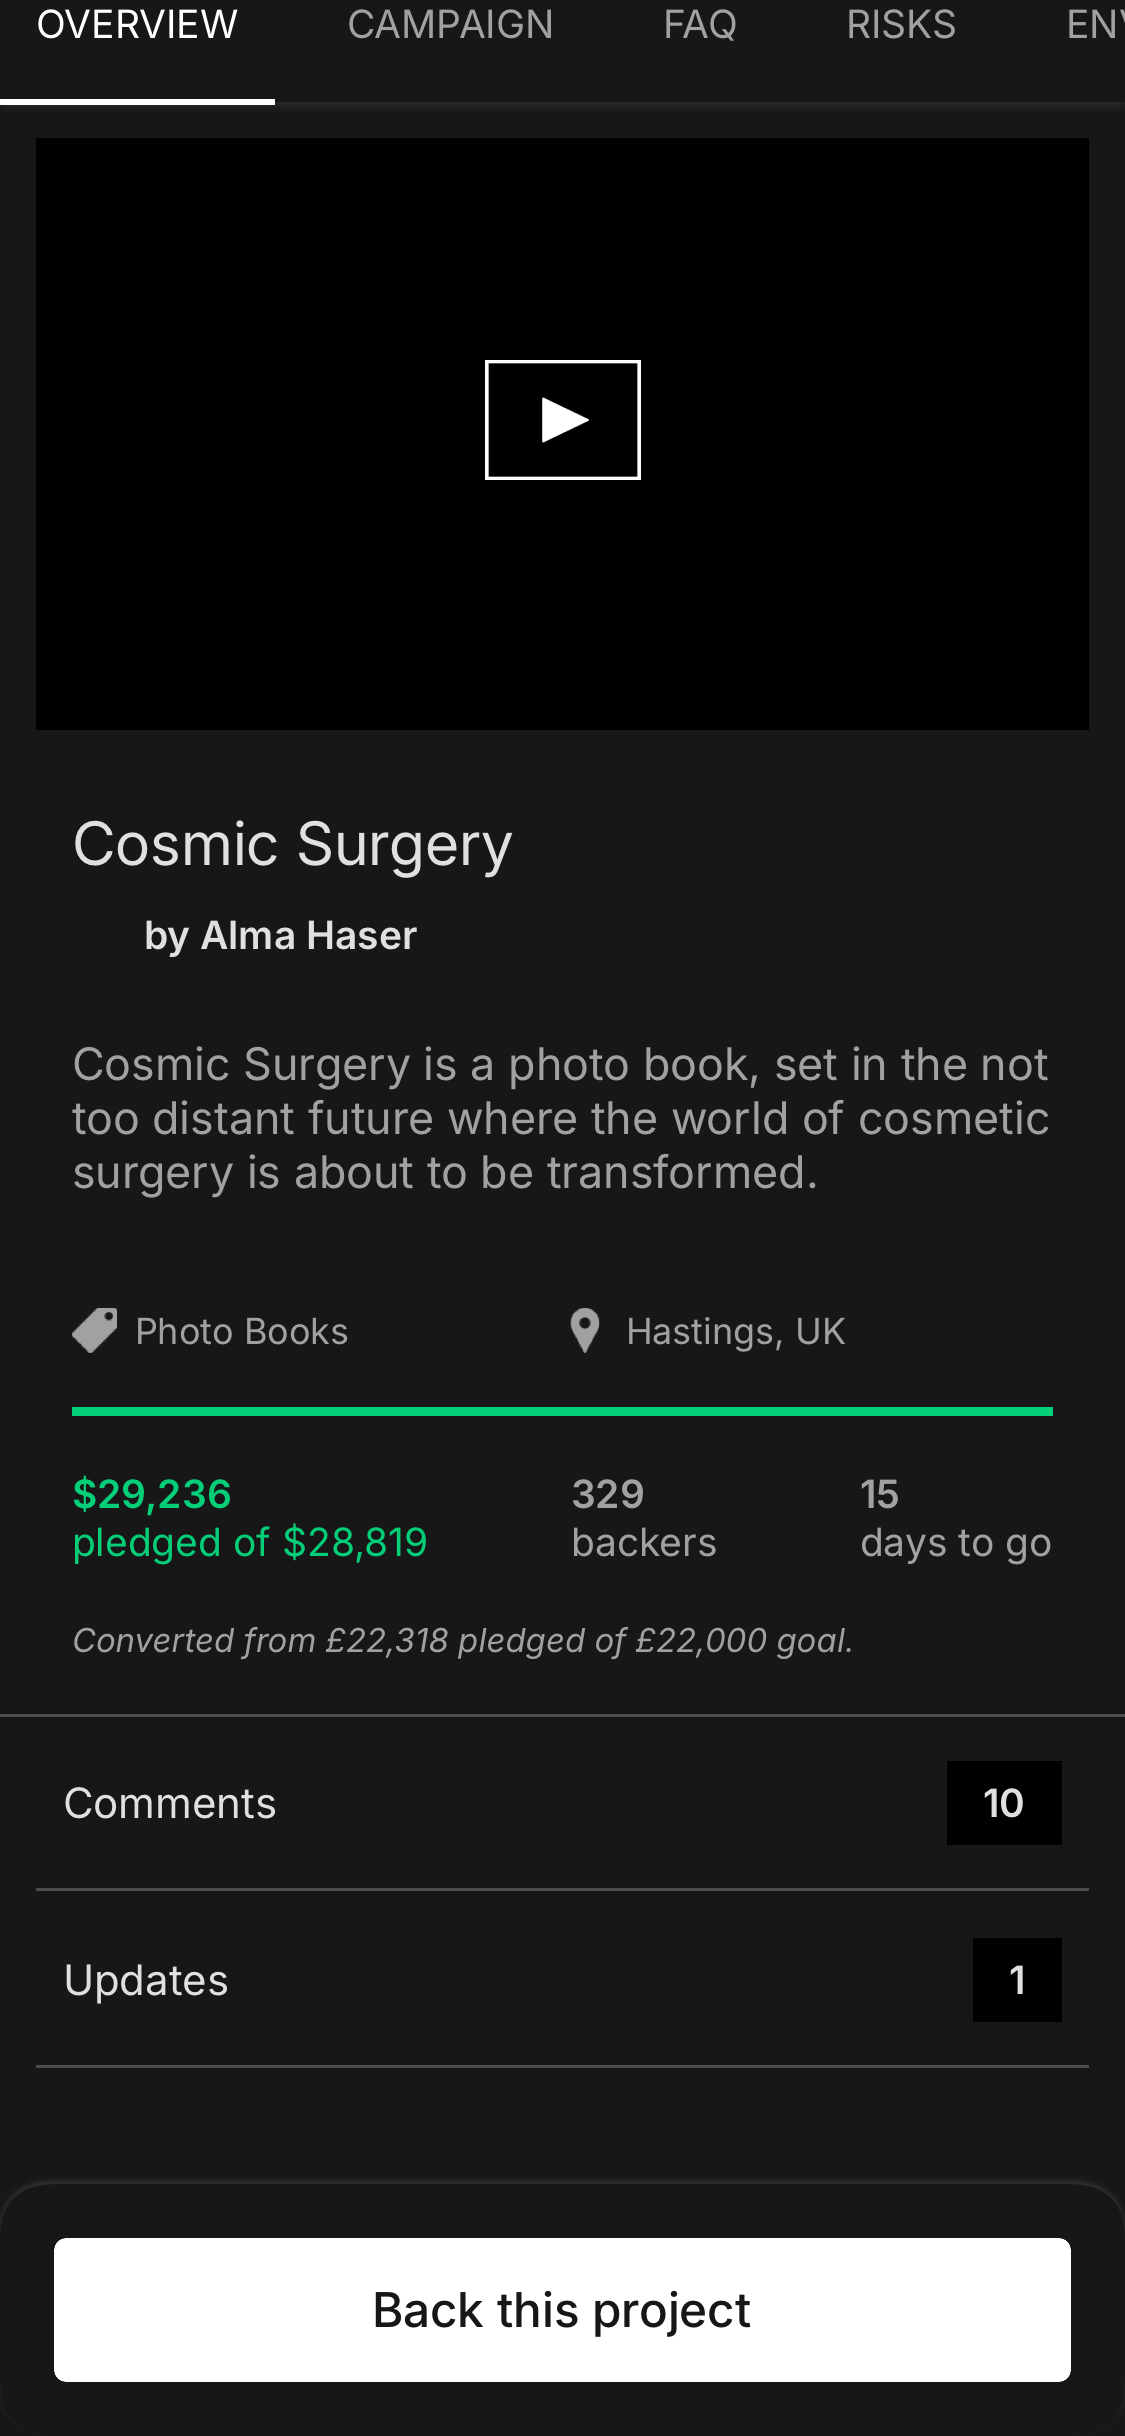 OVERVIEW CAMPAIGN FAQ RISKS
Cosmic Surgery
by Alma Haser
Cosmic Surgery is a photo book, set in the not
too distant future where the world of cosmetic
surgery is about to be transformed.
Photo Books Hastings, UK
$29,236 329 15
pledged of $28,819 backers days to go
Converted from £22,318 pledged of £22,000 goal.
Comments 10
Updates 1
Back this project